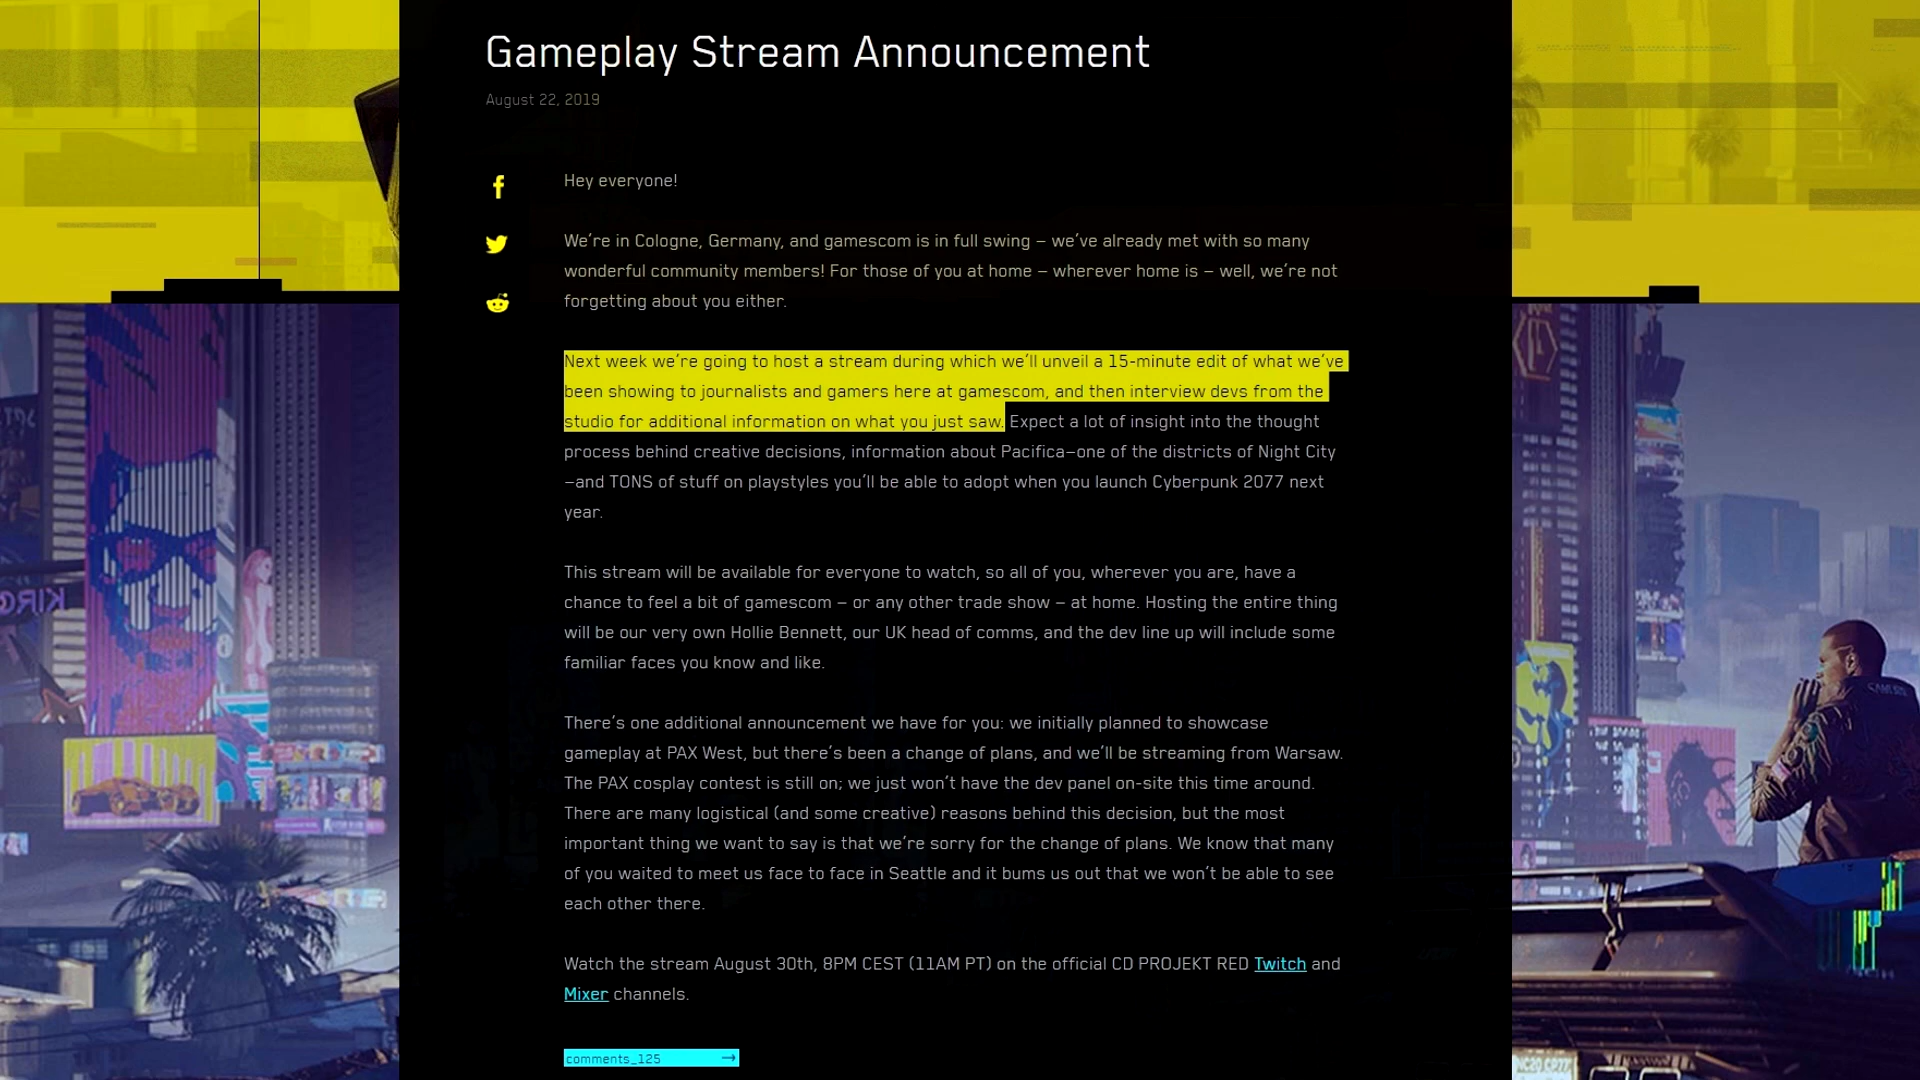 Gameplay Stream Announcement
August 22, 2019
Hey everyone!
We're in Cologne, Germany, and gamescom is in full swing – we've already met with so many
wonderful community members! For those of you at home – wherever home is – well, we're not
forgetting about you either.
Next week we're going to host a stream during which we'll unveil a 15-minute edit of what we've
been showing to journalists and gamers here at gamescom, and then interview devs from the
studio for additional information on what you just saw. Expect a lot of insight into the thought
process behind creative decisions, information about Pacifica—one of the districts of Night City
—and TONS of stuff on playstyles you'll be able to adopt when you launch Cyberpunk 2077 next
year.
This stream will be available for everyone to watch, so all of you, wherever you are, have a
chance to feel a bit of gamescom – or any other trade show – at home. Hosting the entire thing
will be our very own Hollie Bennett, our UK head of comms, and the dev line up will include some
familiar faces you know and like.
There's one additional announcement we have for you: we initially planned to showcase
gameplay at PAX West, but there's been a change of plans, and we'll be streaming from Warsaw.
The PAX cosplay contest is still on; we just won't have the dev panel on-site this time around.
There are many logistical (and some creative) reasons behind this decision, but the most
important thing we want to say is that we're sorry for the change of plans. We know that many
of you waited to meet us face to face in Seattle and it bums us out that we won't be able to see
each other there.
Watch the stream August 30th, 8PM CEST (11AM PT) on the official CD PROJEKT RED Twitch and
Mixer channels.
comments_125 →